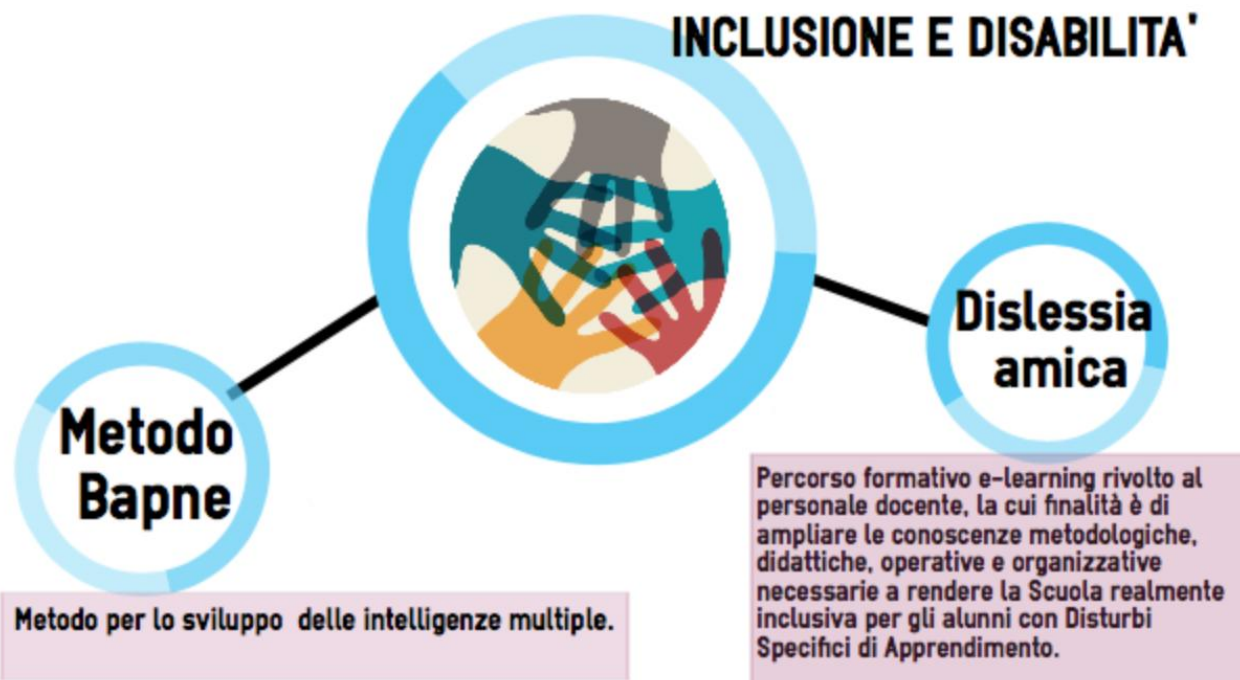 INCLUSIONE E DISABILITA'
Dislessia
amica
Metodo
Bapne
Percorso formativo e-learning rivolto al
personale docente, la cui finalità è di
ampliare le conoscenze metodologiche,
didattiche, operative e organizzative
necessarie a rendere la Scuola realmente
inclusiva per gli alunni con Disturbi
Specifici di Apprendimento.
Metodo per lo sviluppo delle intelligenze multiple.